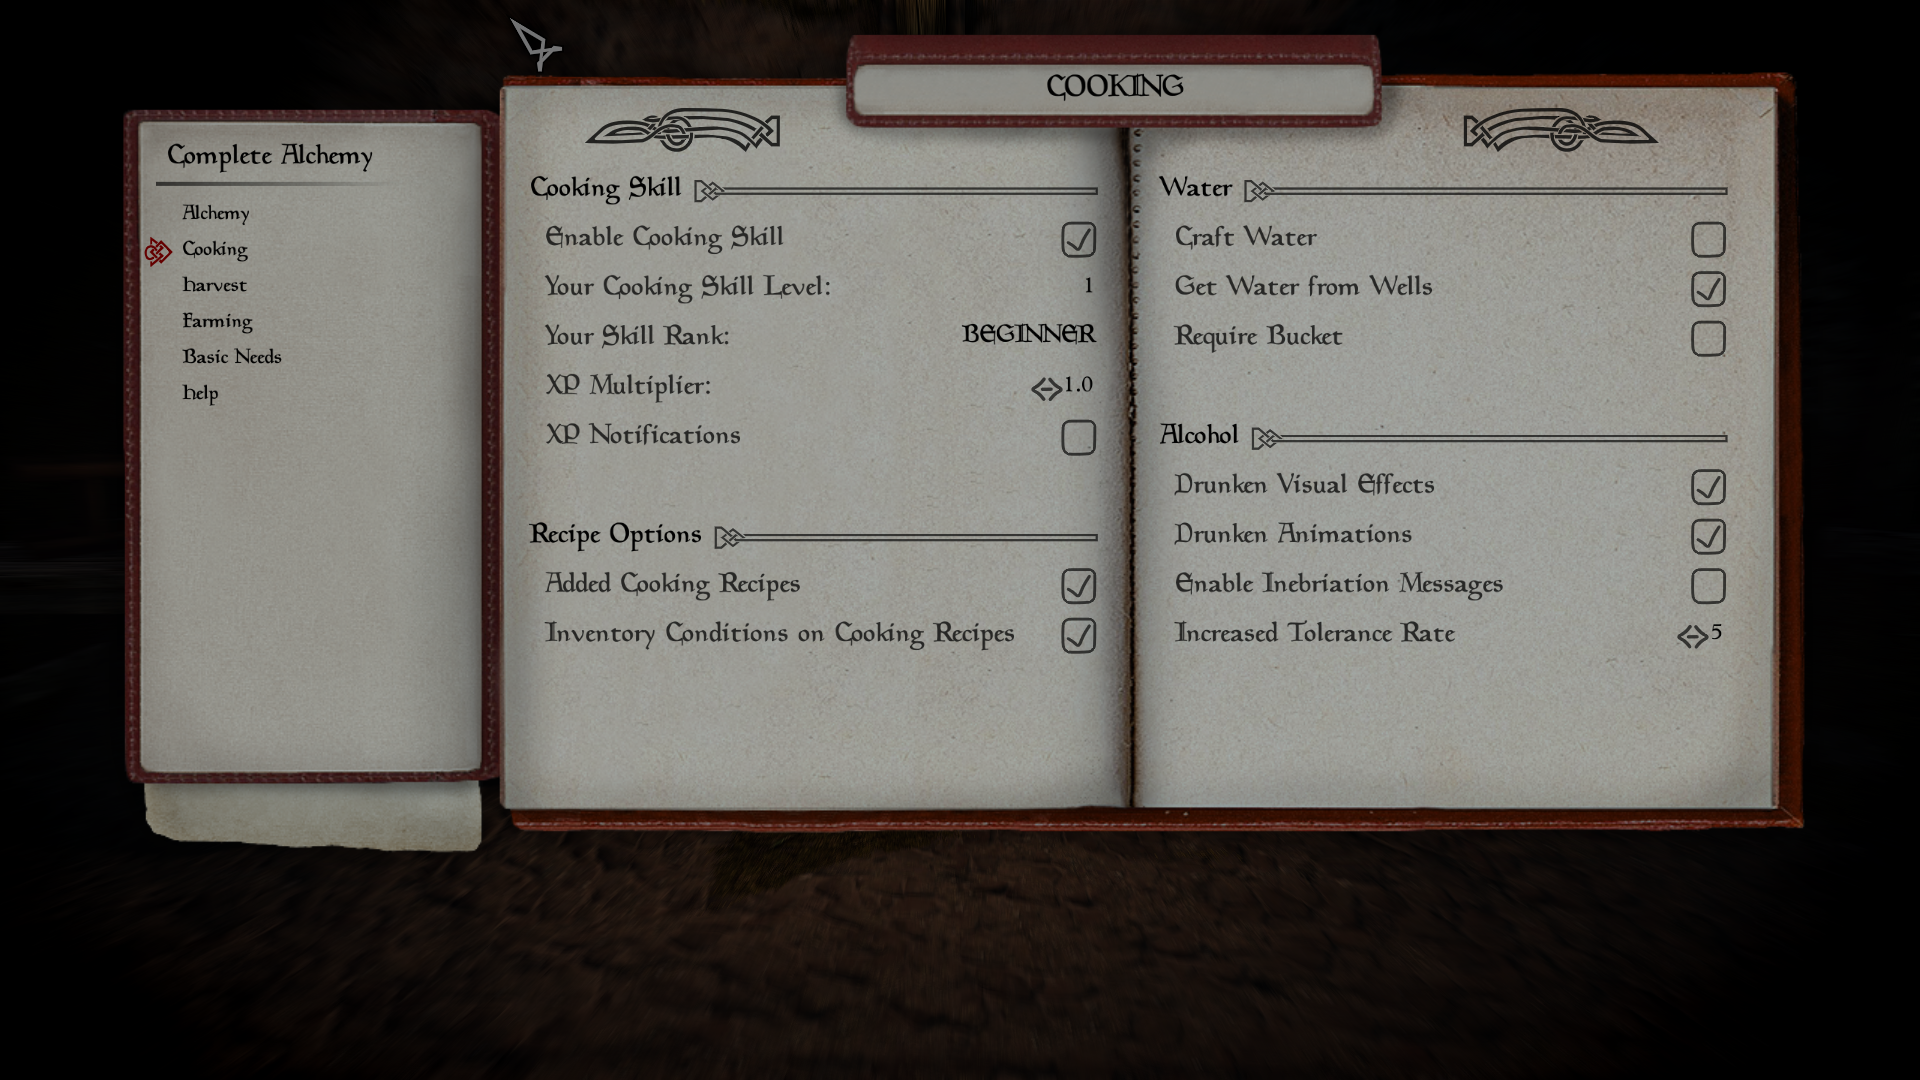 COOKING
Complete Alchemy
Alchemy
Cooking
Harvest
Farming
Basic Needs
Help
Cooking Skill
Enable Cooking Skill
Your Cooking Skill Level: 1
Your Skill Rank: BEGINNER
XP Multiplier: 1.0
XP Notifications
Recipe Options
Added Cooking Recipes
Inventory Conditions on Cooking Recipes
Water
Craft Water
Get Water from Wells
Require Bucket
Alcohol
Drunken Visual Effects
Drunken Animations
Enable Inebriation Messages
Increased Tolerance Rate 5